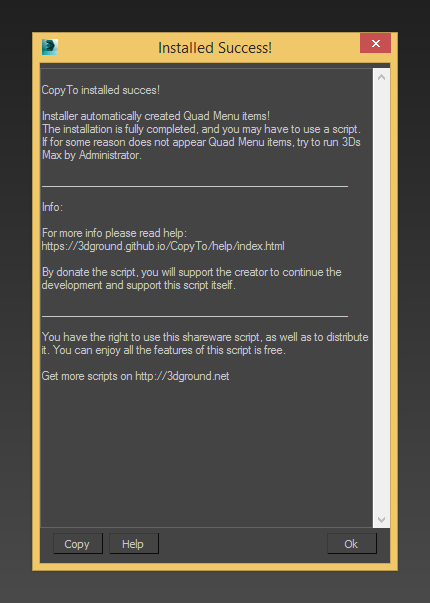 Installed Success!
CopyTo installed succes!
Installer automatically created Quad Menu items!
The installation is fully completed, and you may have to use a script.
If for some reason does not appear Quad Menu items, try to run 3Ds
Max by Administrator.
Info:
For more info please read help:
https://3dground.github.io/CopyTo/help/index.html
By donate the script, you will support the creator to continue the
development and support this script itself.
You have the right to use this shareware script, as well as to distribute
it. You can enjoy all the features of this script is free.
Get more scripts on http://3dground.net
Copy Help Ok